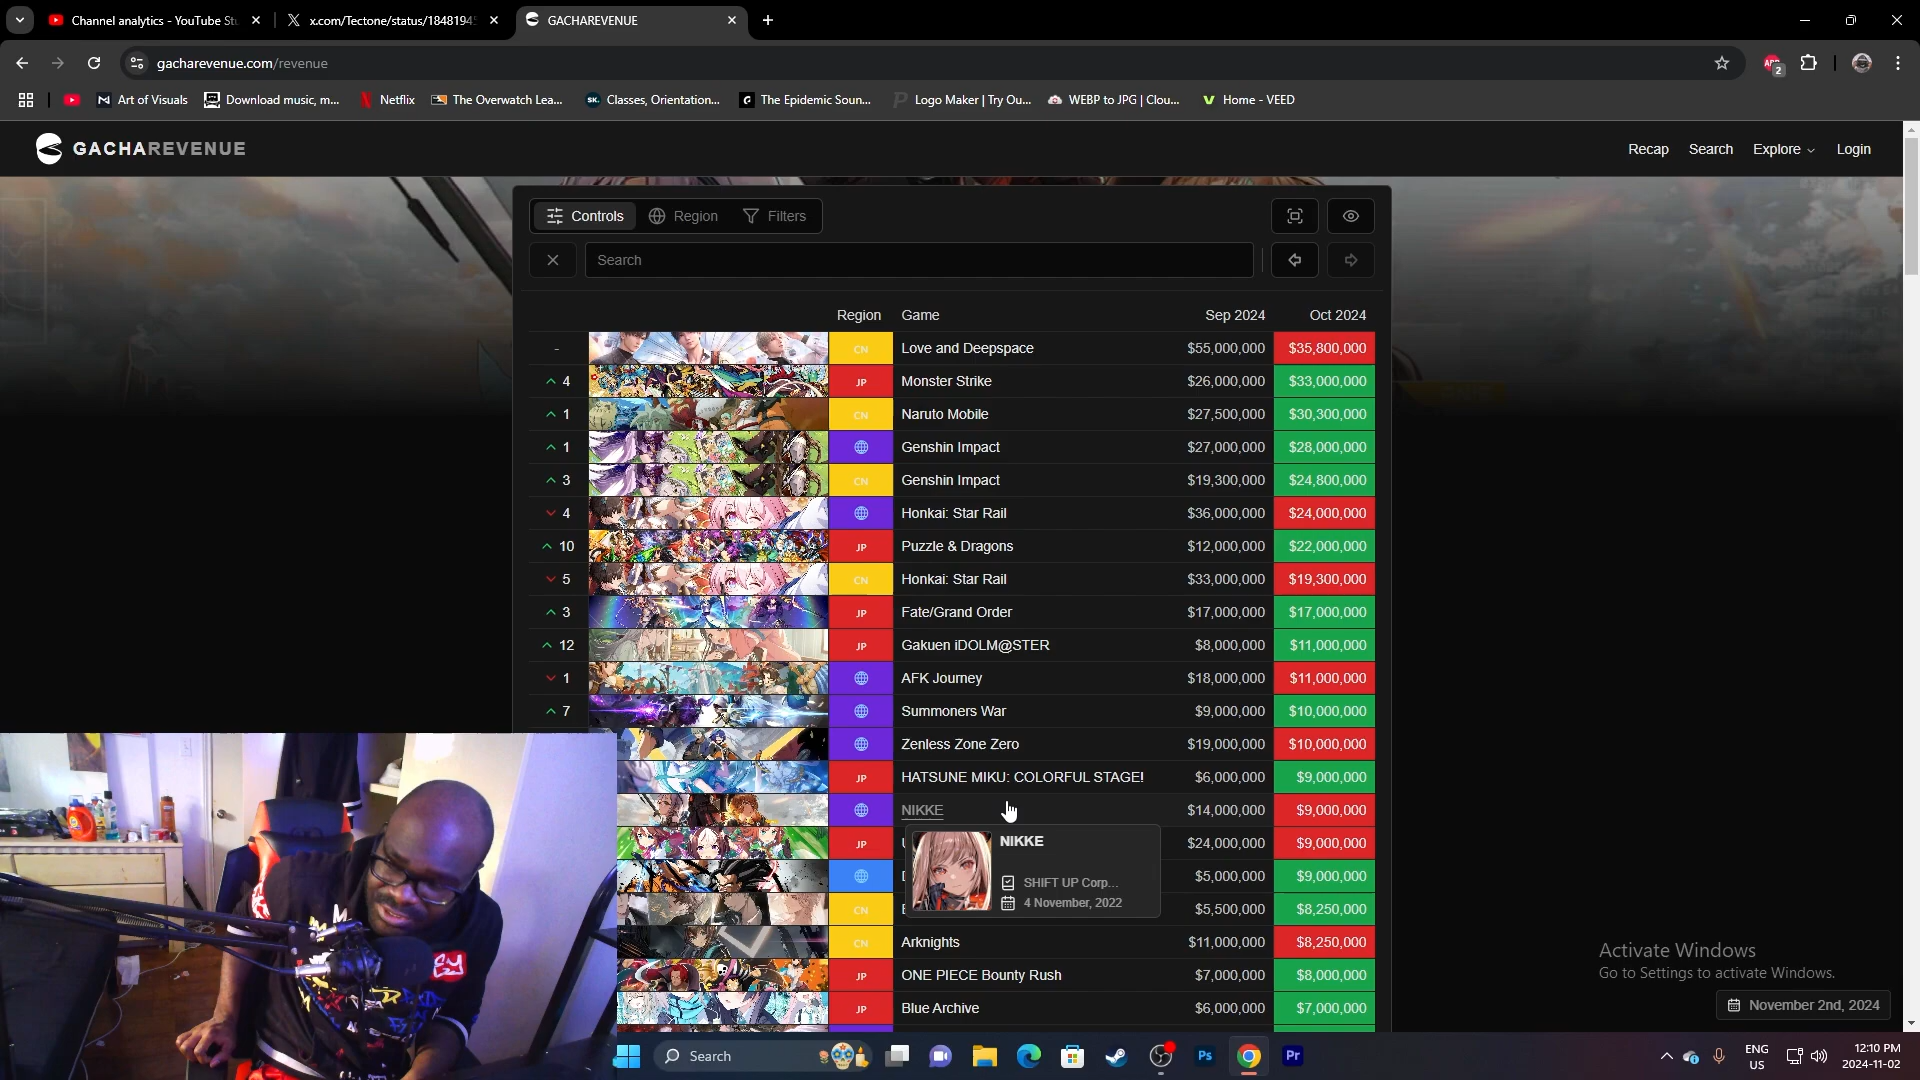 Channel analytics - YouTube St
x.com/Tectone/status/1848194
GACHAREVENUE
gacharevenue.com/revenue
2
Art of Visuals
Download music, m...
Netflix
The Overwatch Lea...
SK.
Classes, Orientation...
The Epidemic Soun...
Logo Maker | Try Ou...
WEBP to JPG | Clou...
Home - VEED
GACHAREVENUE
Recap
Search
Explore
Login
Controls
Region
Filters
Search
Region Game Sep 2024 Oct 2024
- CN Love and Deepspace $55,000,000 $35,800,000
4 JP Monster Strike $26,000,000 $33,000,000
1 CN Naruto Mobile $27,500,000 $30,300,000
1 Genshin Impact $27,000,000 $28,000,000
3 CN Genshin Impact $19,300,000 $24,800,000
4 Honkai: Star Rail $36,000,000 $24,000,000
10 JP Puzzle & Dragons $12,000,000 $22,000,000
5 CN Honkai: Star Rail $33,000,000 $19,300,000
3 JP Fate/Grand Order $17,000,000 $17,000,000
12 JP Gakuen iDOLM@STER $8,000,000 $11,000,000
1 AFK Journey $18,000,000 $11,000,000
7 Summoners War $9,000,000 $10,000,000
Zenless Zone Zero $19,000,000 $10,000,000
JP HATSUNE MIKU: COLORFUL STAGE! $6,000,000 $9,000,000
NIKKE $14,000,000 $9,000,000
JP $24,000,000 $9,000,000
$5,000,000 $9,000,000
CN $5,500,000 $8,250,000
CN Arknights $11,000,000 $8,250,000
JP ONE PIECE Bounty Rush $7,000,000 $8,000,000
JP Blue Archive $6,000,000 $7,000,000
NIKKE
SHIFT UP Corp...
4 November, 2022
Activate Windows
Go to Settings to activate Windows.
November 2nd, 2024
Search
Ps
Pr
ENG
US
12:10 PM
2024-11-02